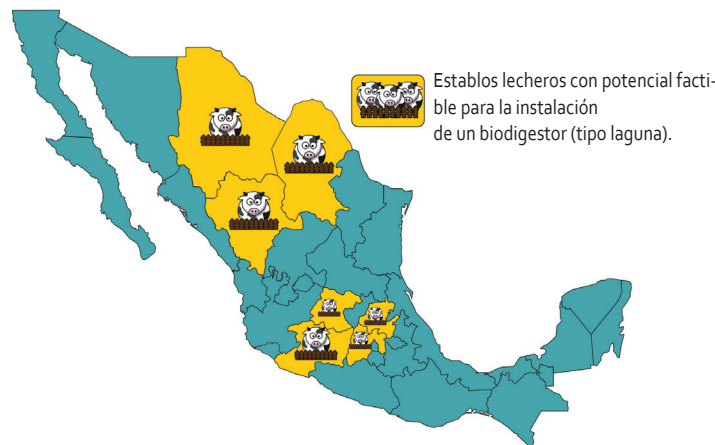 Establos lecheros con potencial facti-
ble para la instalación
de un biodigestor (tipo laguna).